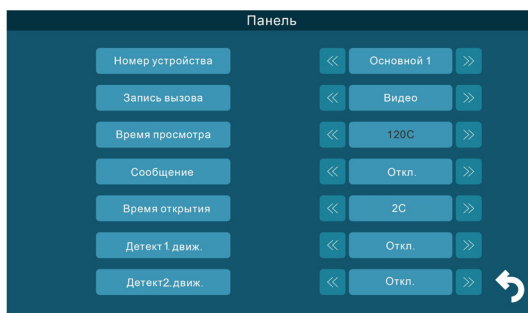 Панель
Номер устройства Основной 1
Запись вызова Видео
Время просмотра 120С
Сообщение Откл.
Время открытия 2С
Детект1 движ. Откл.
Детект2.движ. Откл.